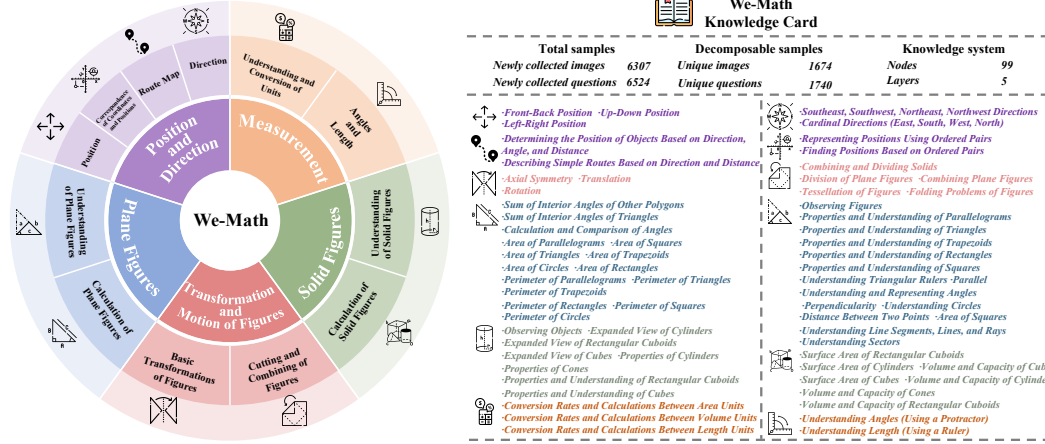 We-Math
Position
and
Direction
Measurement
Solid Figures
Transformation
and
Motion of Figures
Plane Figures
Position
Correspondence
of Coordinates
and Positions
Route Map
Direction
Understanding and
Conversion of
Units
Angles
and
Length
Understanding
of Solid Figures
Calculation of
Solid Figures
Cutting and
Combining of
Figures
Basic
Transformations
of Figures
Calculation of
Plane Figures
Understanding
of Plane Figures
We-Math
Knowledge Card
Total samples
Newly collected images 6307
Newly collected questions 6524
Decomposable samples
Unique images 1674
Unique questions 1740
Knowledge system
Nodes 99
Layers 5
·Front-Back Position ·Up-Down Position
·Left-Right Position
·Determining the Position of Objects Based on Direction,
Angle, and Distance
·Describing Simple Routes Based on Direction and Distance
·Axial Symmetry ·Translation
·Rotation
·Sum of Interior Angles of Other Polygons
·Sum of Interior Angles of Triangles
·Calculation and Comparison of Angles
·Area of Parallelograms ·Area of Squares
·Area of Triangles ·Area of Trapezoids
·Area of Circles ·Area of Rectangles
·Perimeter of Parallelograms ·Perimeter of Triangles
·Perimeter of Trapezoids
·Perimeter of Rectangles ·Perimeter of Squares
·Perimeter of Circles
·Observing Objects ·Expanded View of Cylinders
·Expanded View of Rectangular Cuboids
·Expanded View of Cubes ·Properties of Cylinders
·Properties of Cones
·Properties and Understanding of Rectangular Cuboids
·Properties and Understanding of Cubes
·Conversion Rates and Calculations Between Area Units
·Conversion Rates and Calculations Between Volume Units
·Conversion Rates and Calculations Between Length Units
·Southeast, Southwest, Northeast, Northwest Directions
·Cardinal Directions (East, South, West, North)
·Representing Positions Using Ordered Pairs
·Finding Positions Based on Ordered Pairs
·Combining and Dividing Solids
·Division of Plane Figures ·Combining Plane Figures
·Tessellation of Figures ·Folding Problems of Figures
·Observing Figures
·Properties and Understanding of Parallelograms
·Properties and Understanding of Triangles
·Properties and Understanding of Trapezoids
·Properties and Understanding of Rectangles
·Properties and Understanding of Squares
·Understanding Triangular Rulers ·Parallel
·Understanding and Representing Angles
·Perpendicularity ·Understanding Circles
·Distance Between Two Points ·Area of Squares
·Understanding Line Segments, Lines, and Rays
·Understanding Sectors
·Surface Area of Rectangular Cuboids
·Surface Area of Cylinders ·Volume and Capacity of Cub
·Surface Area of Cubes ·Volume and Capacity of Cylinde
·Volume and Capacity of Cones
·Volume and Capacity of Rectangular Cuboids
·Understanding Angles (Using a Protractor)
·Understanding Length (Using a Ruler)